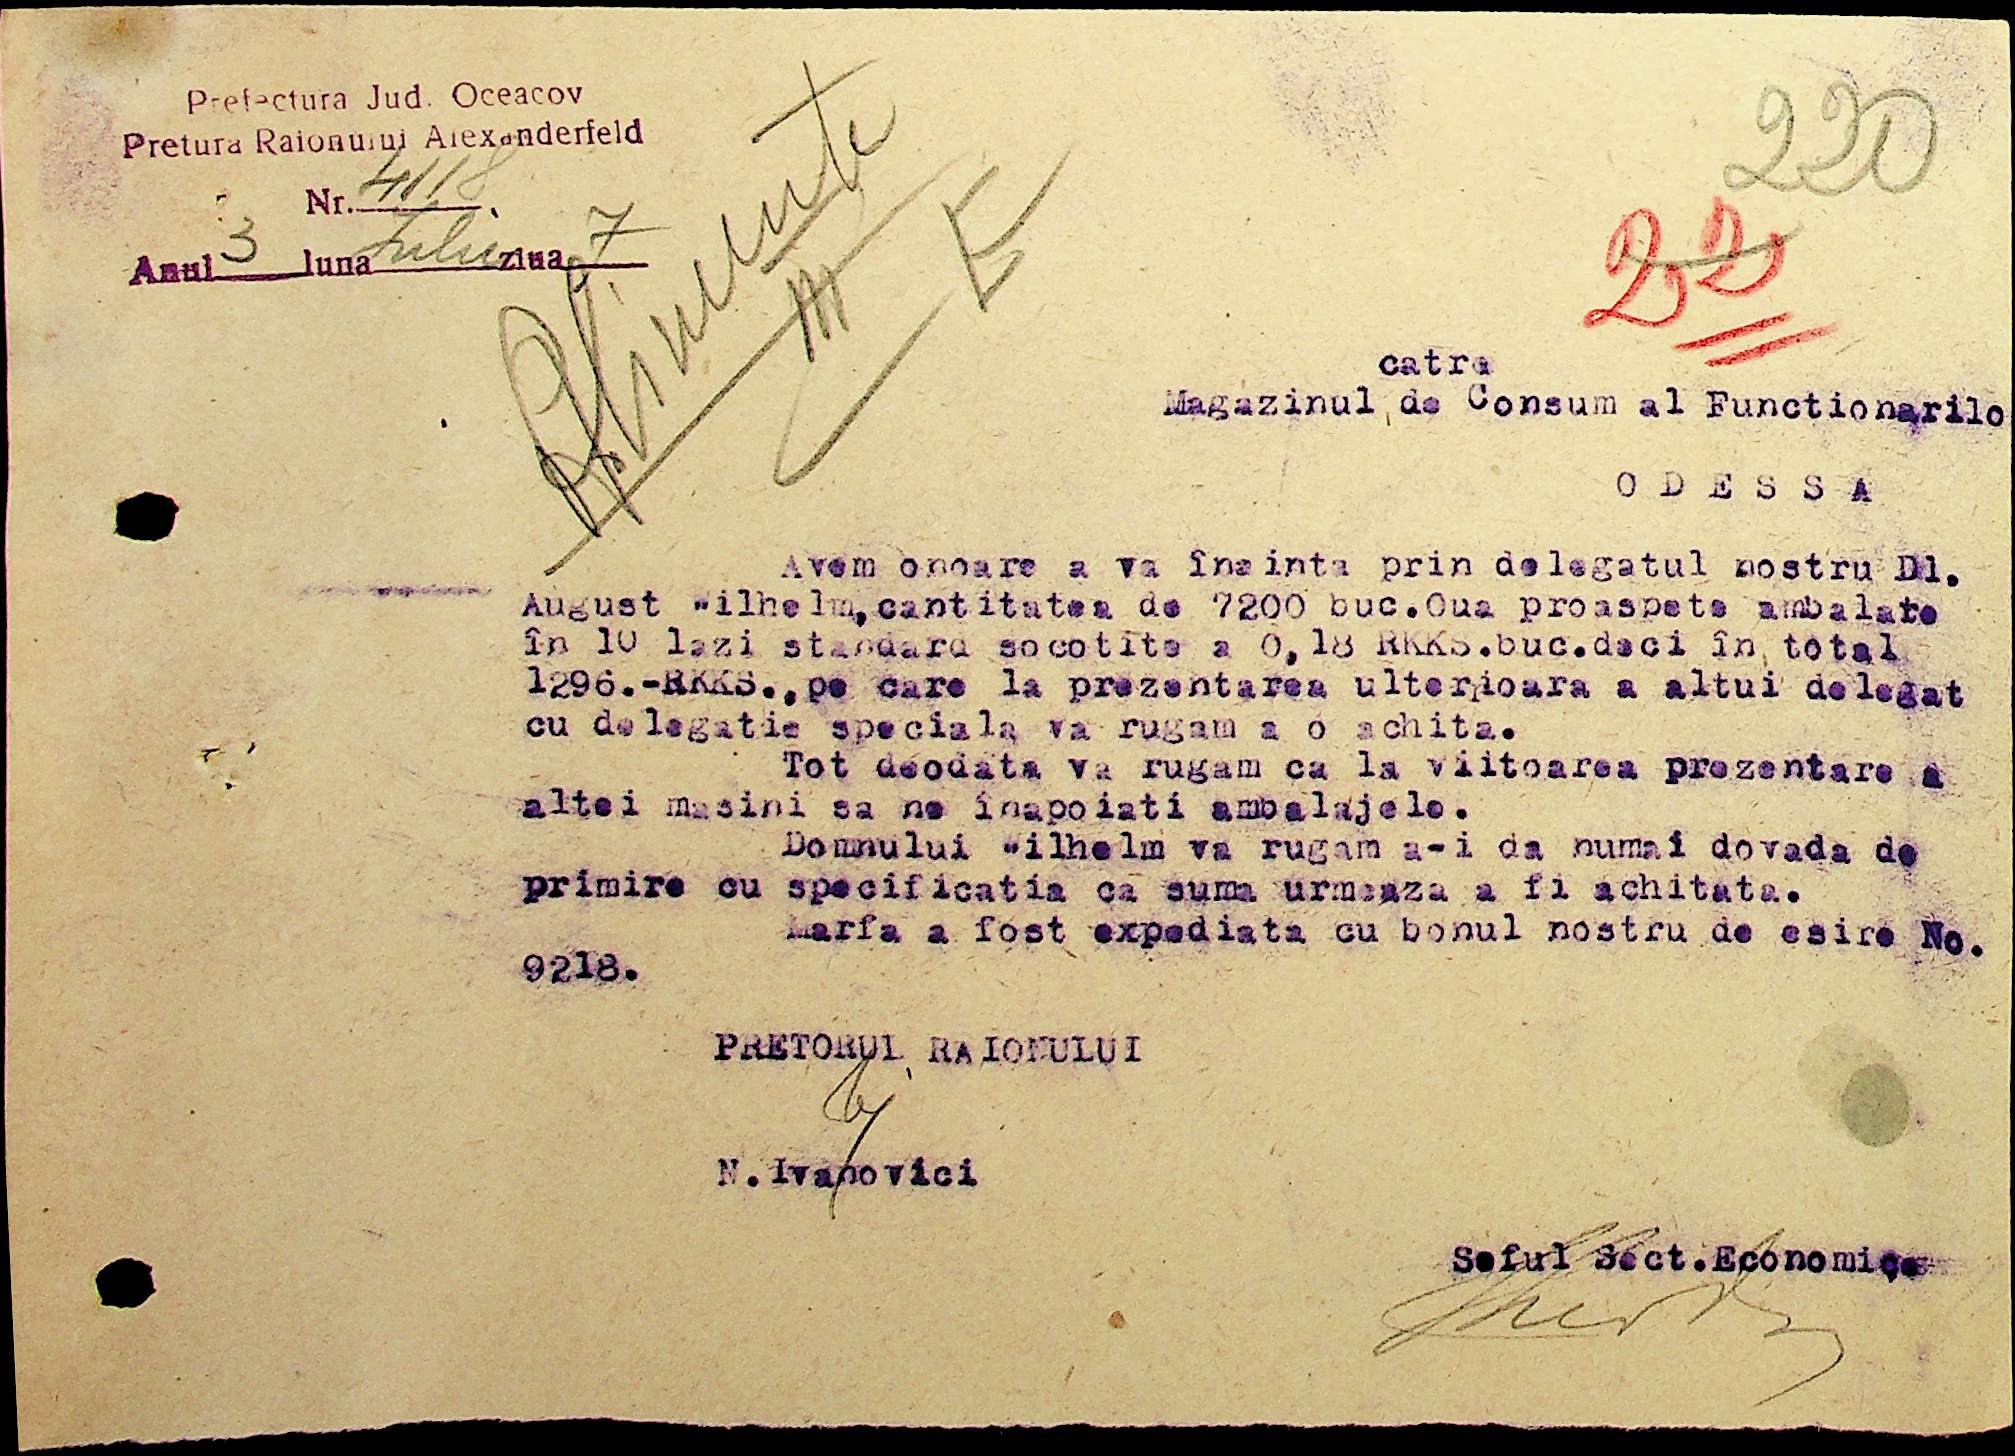 Prefectura Jud. Oceacov
Pretura Raionului Alexanderfeld
Nr. 4118
Anul 3 luna Iulie ziua 7
Alimente
220
22
catre
Magazinul de Consum al Functionarilo
ODESSA
Avem onoare a va înainta prin delegatul nostru Dl.
August Wilhelm, cantitatea de 7200 buc.Oua proaspete ambalate
în 10 lazi standard socotite a 0,18 RKKS.buc.deci în total
1296.-RKKS.,pe care la prezentarea ulterioara a altui delegat
cu delegatie speciala va rugam a o achita.
Tot deodata va rugam ca la viitoarea prezentare a
altei masini sa ne înapoiati ambalajele.
Domnului Wilhelm va rugam a-i da numai dovada de
primire cu specificatia ca suma urmeaza a fi achitata.
Marfa a fost expediata cu bonul nostru de esire No.
9218.
PRETORUL RAIONULUI
N.Ivanovici
Seful Sect.Economic